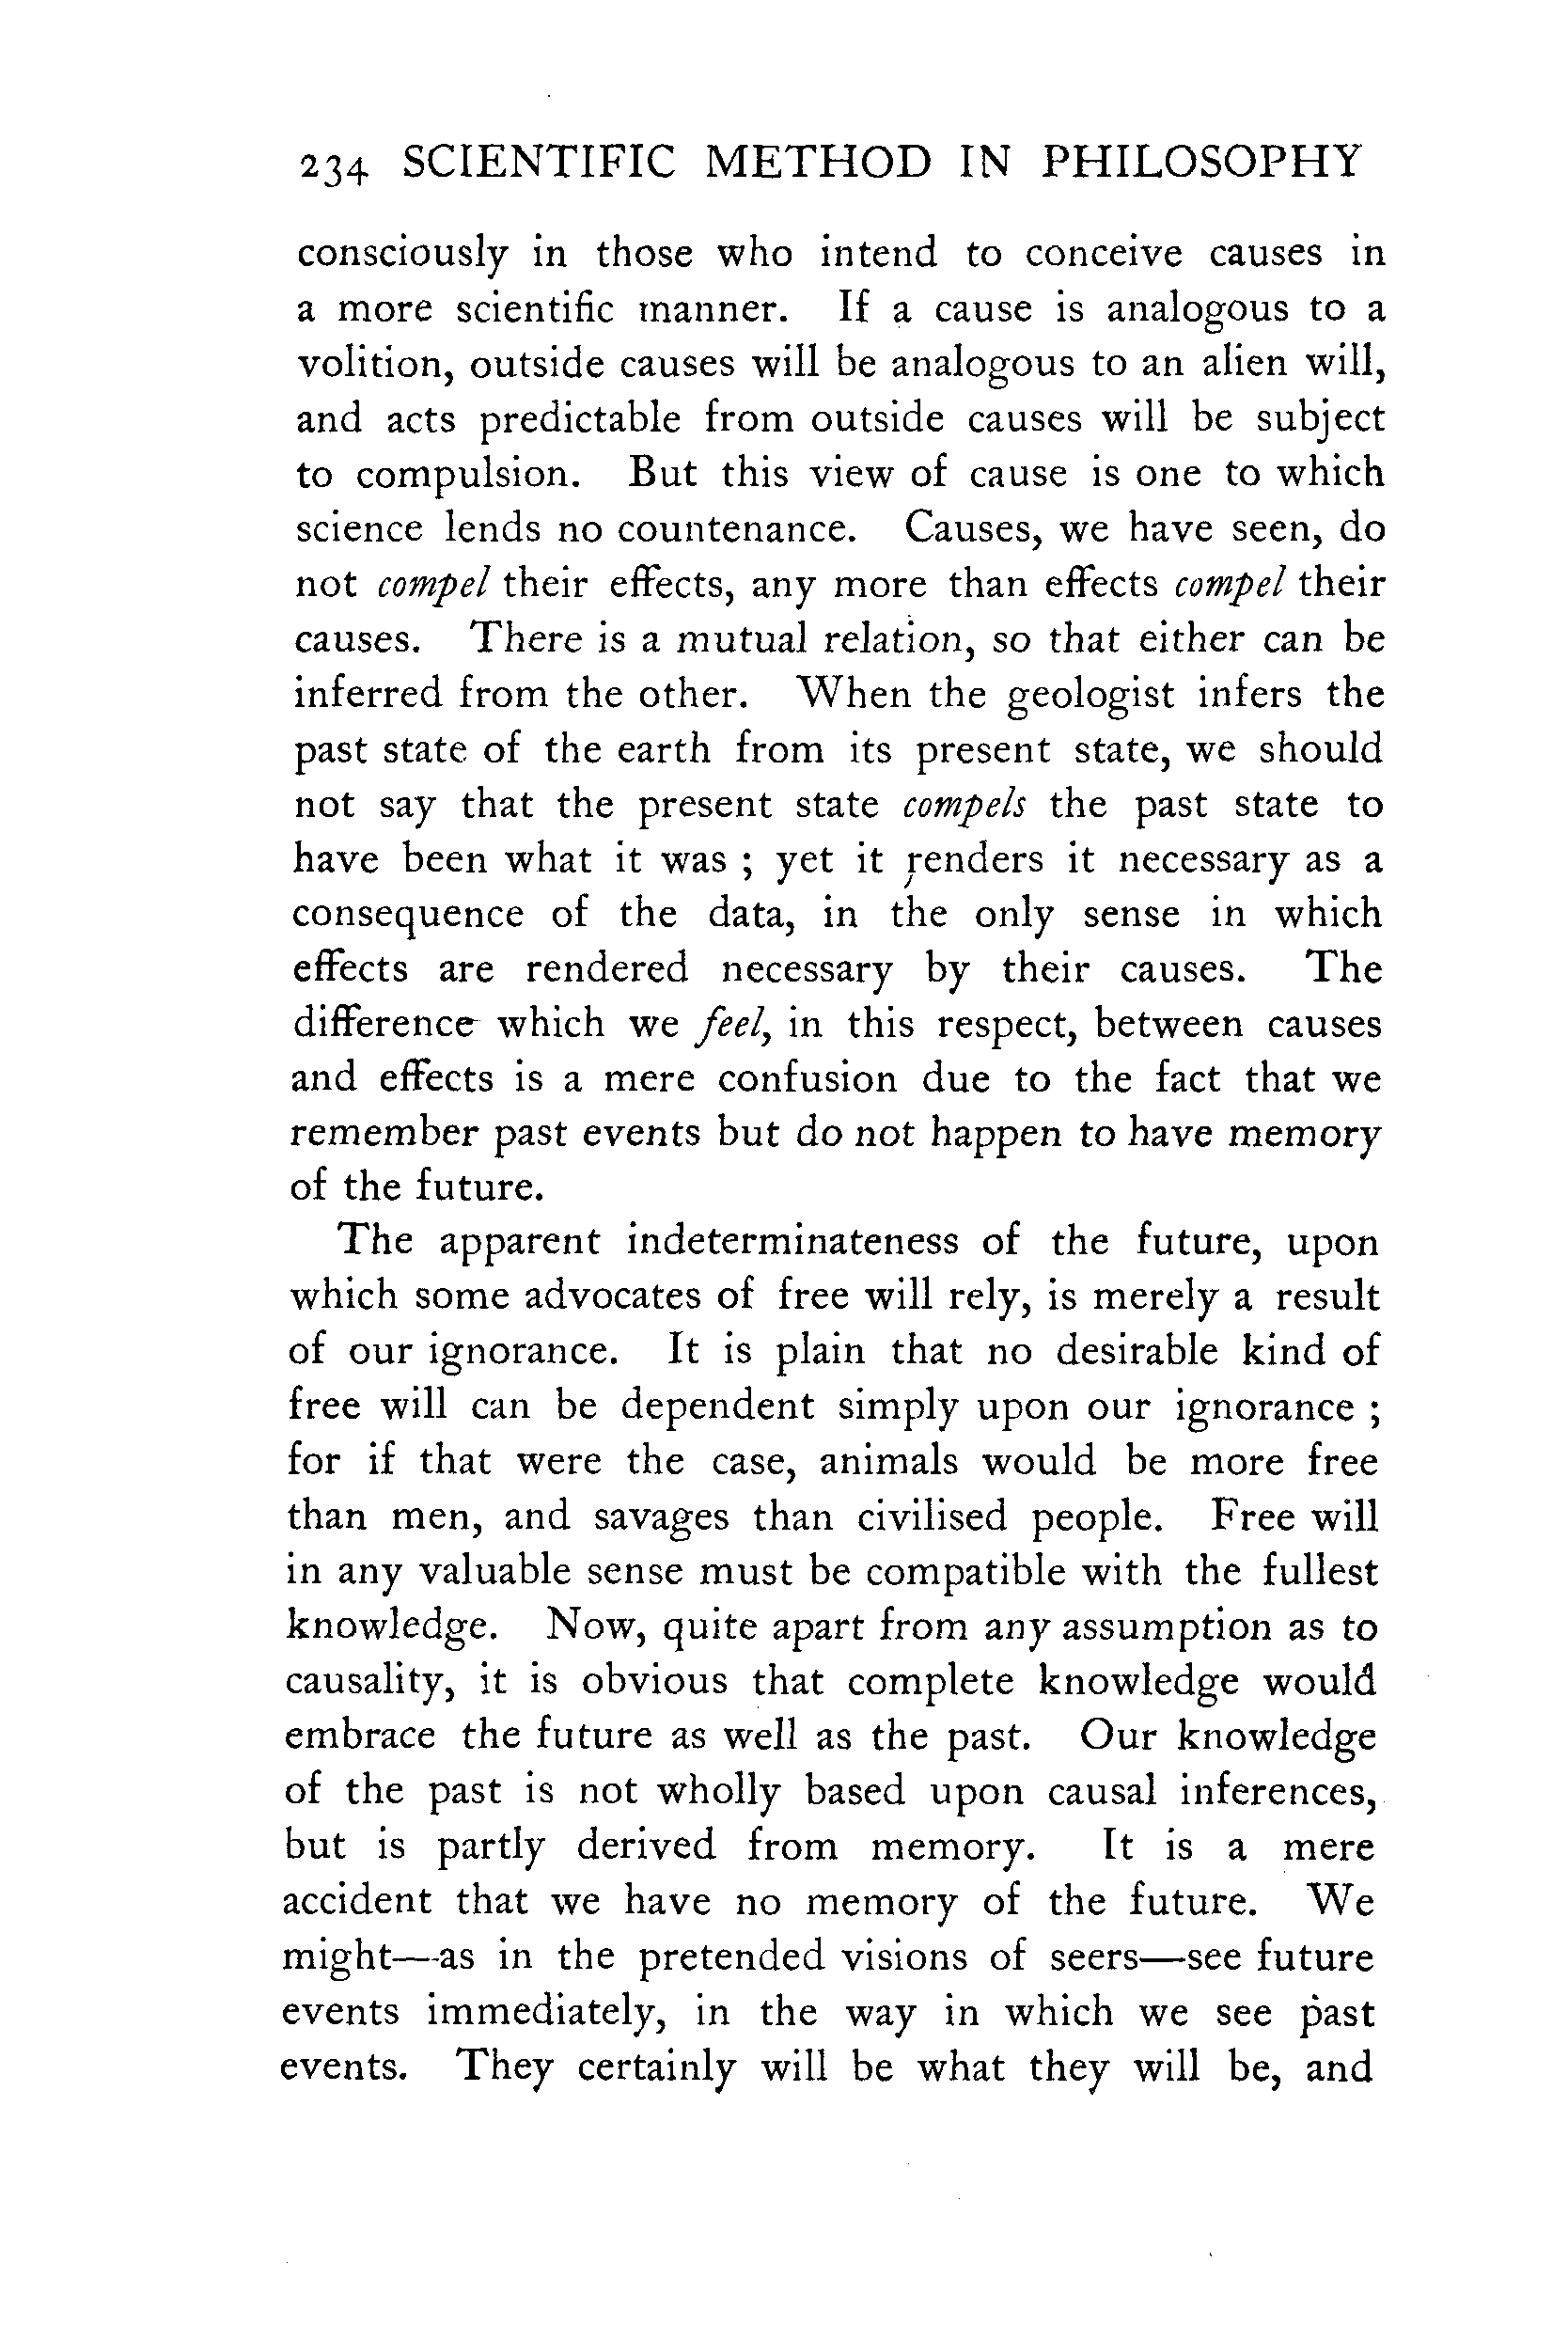 234 SCIENTIFIC METHOD IN PHILOSOPHY
consciously in those who intend to conceive causes in
a more scientific manner. If a cause is analogous to a
volition, outside causes will be analogous to an alien will,
and acts predictable from outside causes will be subject
to compulsion. But this view of cause is one to which
science lends no countenance. Causes, we have seen, do
not compel their effects, any more than effects compel their
causes. There is a mutual relation, so that either can be
inferred from the other. When the geologist infers the
past state of the earth from its present state, we should
not say that the present state compels the past state to
have been what it was ; yet it renders it necessary as a
consequence of the data, in the only sense in which
effects are rendered necessary by their causes. The
difference which we feel, in this respect, between causes
and effects is a mere confusion due to the fact that we
remember past events but do not happen to have memory
of the future.
The apparent indeterminateness of the future, upon
which some advocates of free will rely, is merely a result
of our ignorance. It is plain that no desirable kind of
free will can be dependent simply upon our ignorance ;
for if that were the case, animals would be more free
than men, and savages than civilised people. Free will
in any valuable sense must be compatible with the fullest
knowledge. Now, quite apart from any assumption as to
causality, it is obvious that complete knowledge would
embrace the future as well as the past. Our knowledge
of the past is not wholly based upon causal inferences,
but is partly derived from memory. It is a mere
accident that we have no memory of the future. We
might—as in the pretended visions of seers—see future
events immediately, in the way in which we see past
events. They certainly will be what they will be, and